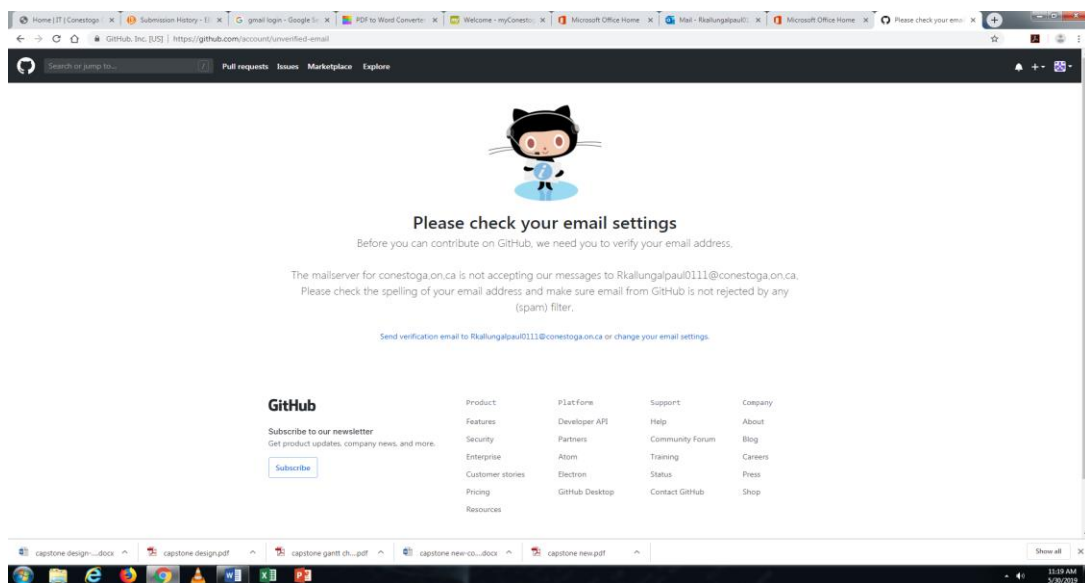 Home | IT | Conestoga C
Submission History - E
gmail login - Google Se
PDF to Word Converter
Welcome - myConesto
Microsoft Office Home
Mail - Rkallungalpaul0
Microsoft Office Home
Please check your ema
GitHub, Inc. [US] | https://github.com/account/unverified-email
Search or jump to...
/
Pull requests Issues Marketplace Explore
Please check your email settings
Before you can contribute on GitHub, we need you to verify your email address.
The mailserver for conestoga.on.ca is not accepting our messages to Rkallungalpaul0111@conestoga.on.ca.
Please check the spelling of your email address and make sure email from GitHub is not rejected by any
(spam) filter.
Send verification email to Rkallungalpaul0111@conestoga.on.ca or change your email settings.
GitHub
Subscribe to our newsletter
Get product updates, company news, and more.
Subscribe
Product
Features
Security
Enterprise
Customer stories
Pricing
Resources
Platform
Developer API
Partners
Atom
Electron
GitHub Desktop
Support
Help
Community Forum
Training
Status
Contact GitHub
Company
About
Blog
Careers
Press
Shop
capstone design-....docx
capstone design.pdf
capstone gantt ch....pdf
capstone new-co...docx
capstone new.pdf
Show all
11:19 AM
5/30/2019